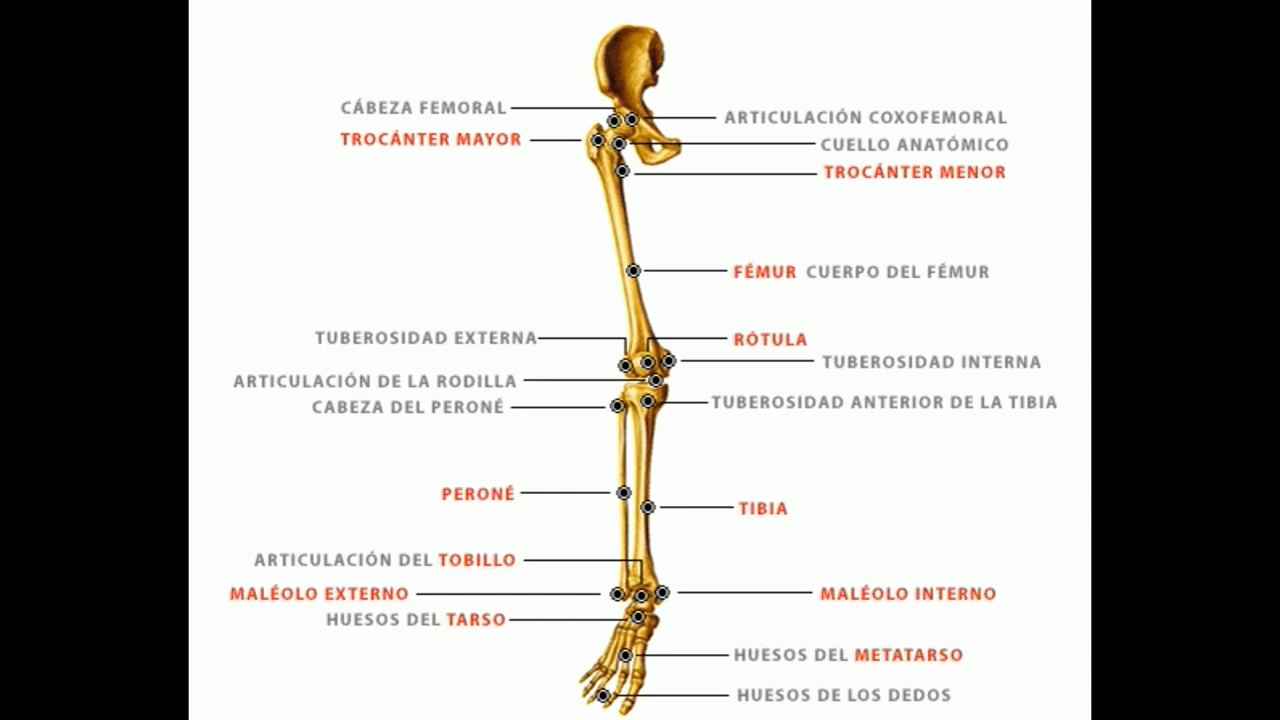 CÁBEZA FEMORAL
ARTICULACIÓN COXOFEMORAL
TROCÁNTER MAYOR
CUELLO ANATÓMICO
TROCÁNTER MENOR
FÉMUR CUERPO DEL FÉMUR
TUBEROSIDAD EXTERNA
RÓTULA
TUBEROSIDAD INTERNA
ARTICULACIÓN DE LA RODILLA
TUBEROSIDAD ANTERIOR DE LA TIBIA
CABEZA DEL PERONÉ
PERONÉ
TIBIA
ARTICULACIÓN DEL TOBILLO
MALÉOLO EXTERNO
MALÉOLO INTERNO
HUESOS DEL TARSO
HUESOS DEL METATARSO
HUESOS DE LOS DEDOS